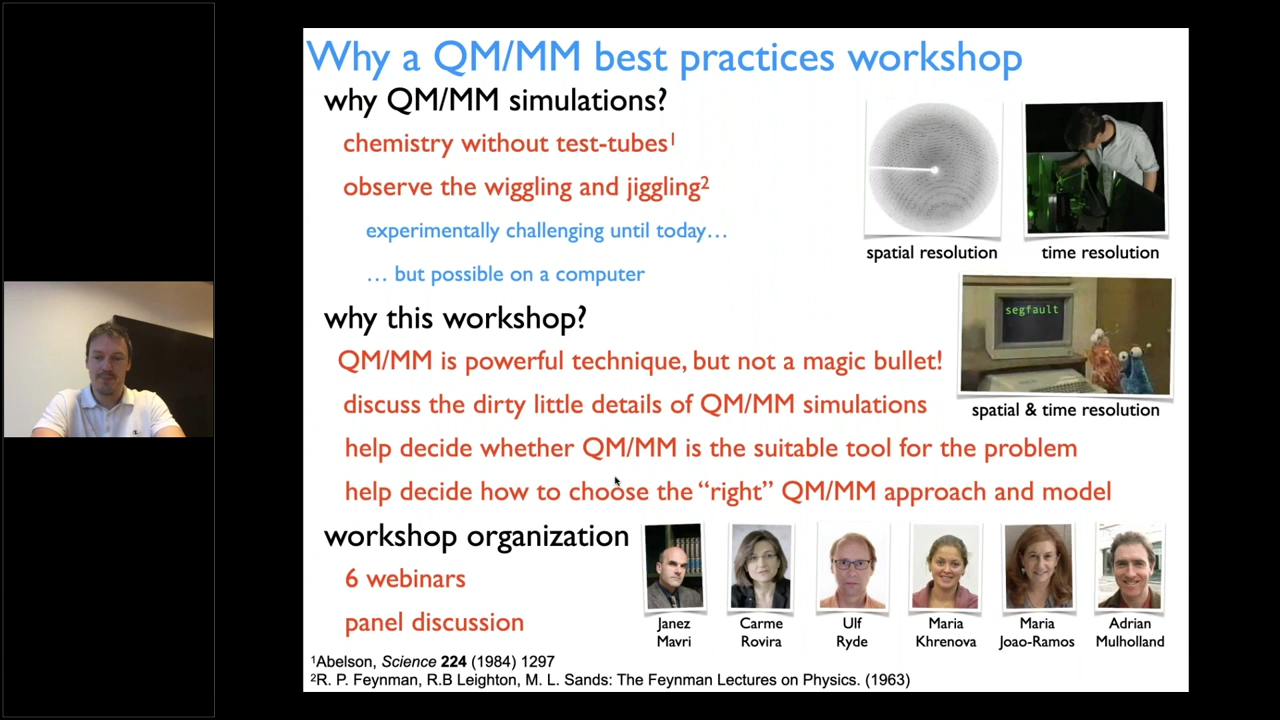 Why a QM/MM best practices workshop
why QM/MM simulations?
chemistry without test-tubes¹
observe the wiggling and jiggling²
experimentally challenging until today…
… but possible on a computer
spatial resolution
time resolution
segfault
spatial & time resolution
why this workshop?
QM/MM is powerful technique, but not a magic bullet!
discuss the dirty little details of QM/MM simulations
help decide whether QM/MM is the suitable tool for the problem
help decide how to choose the “right” QM/MM approach and model
workshop organization
6 webinars
panel discussion
Janez
Mavri
Carme
Rovira
Ulf
Ryde
Maria
Khrenova
Maria
Joao-Ramos
Adrian
Mulholland
¹Abelson, Science 224 (1984) 1297
²R. P. Feynman, R.B Leighton, M. L. Sands: The Feynman Lectures on Physics. (1963)